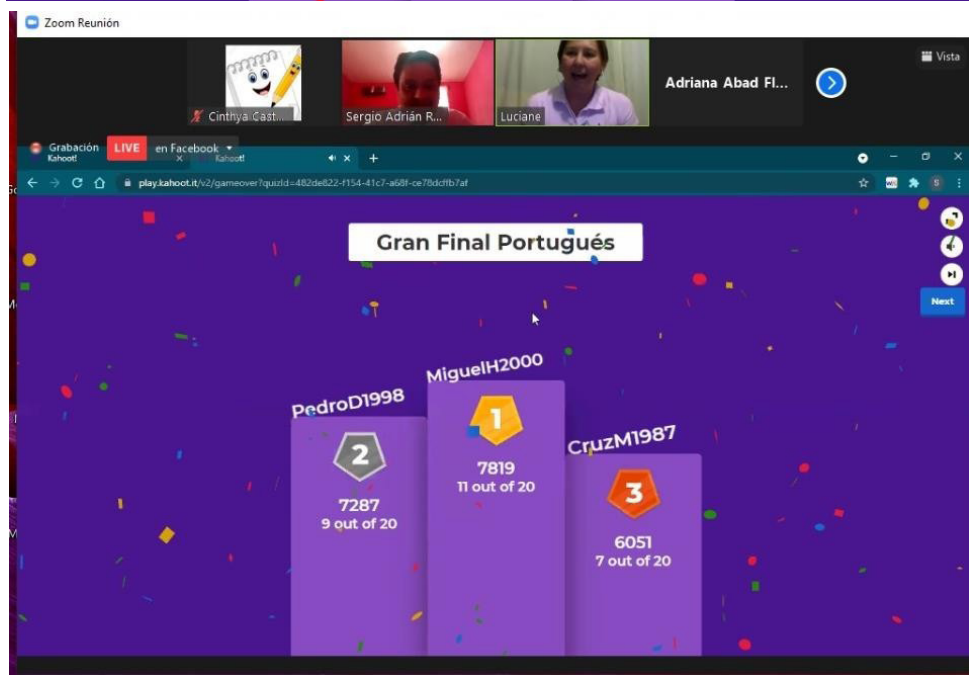 Zoom Reunión
Vista
Cinthya Cast...
Sergio Adrián R...
Luciane
Adriana Abad Fl...
Grabación
LIVE
en Facebook
Kahoot!
Kahoot!
play.kahoot.it/v2/gameover?quizId=482de822-f154-41c7-a68f-ce78dcffb7af
S
Gran Final Portugués
Next
MiguelH2000
PedroD1998
CruzM1987
1
2
3
7819
11 out of 20
7287
9 out of 20
6051
7 out of 20